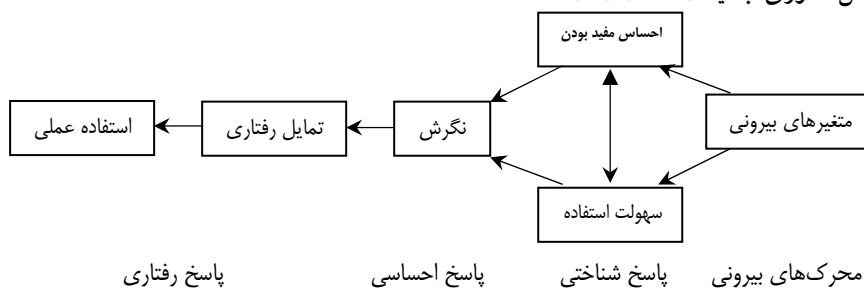 احساس مفید بودن
متغیرهای بیرونی
نگرش
تمایل رفتاری
استفاده عملی
سهولت استفاده
محرک‌های بیرونی
پاسخ شناختی
پاسخ احساسی
پاسخ رفتاری